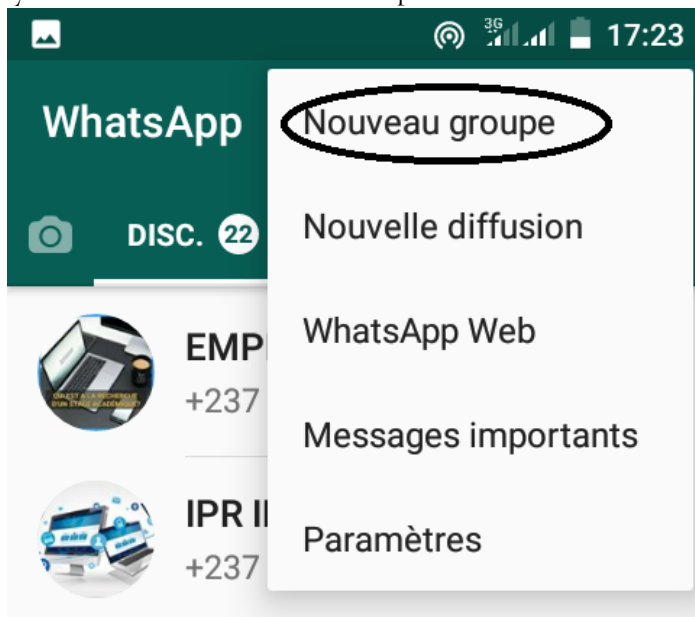 3G 17:23
WhatsApp
Nouveau groupe
DISC. 22
Nouvelle diffusion
WhatsApp Web
EMP
+237
Messages importants
IPR
+237
Paramètres